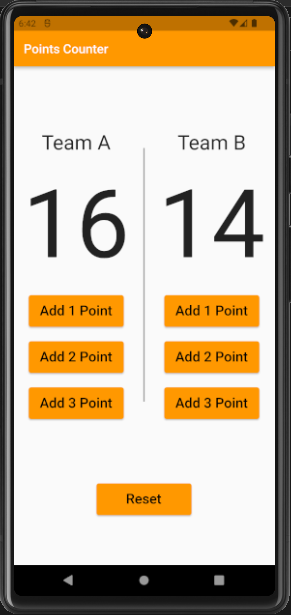 6:42
Points Counter
Team A
Team B
16
14
Add 1 Point
Add 1 Point
Add 2 Point
Add 2 Point
Add 3 Point
Add 3 Point
Reset